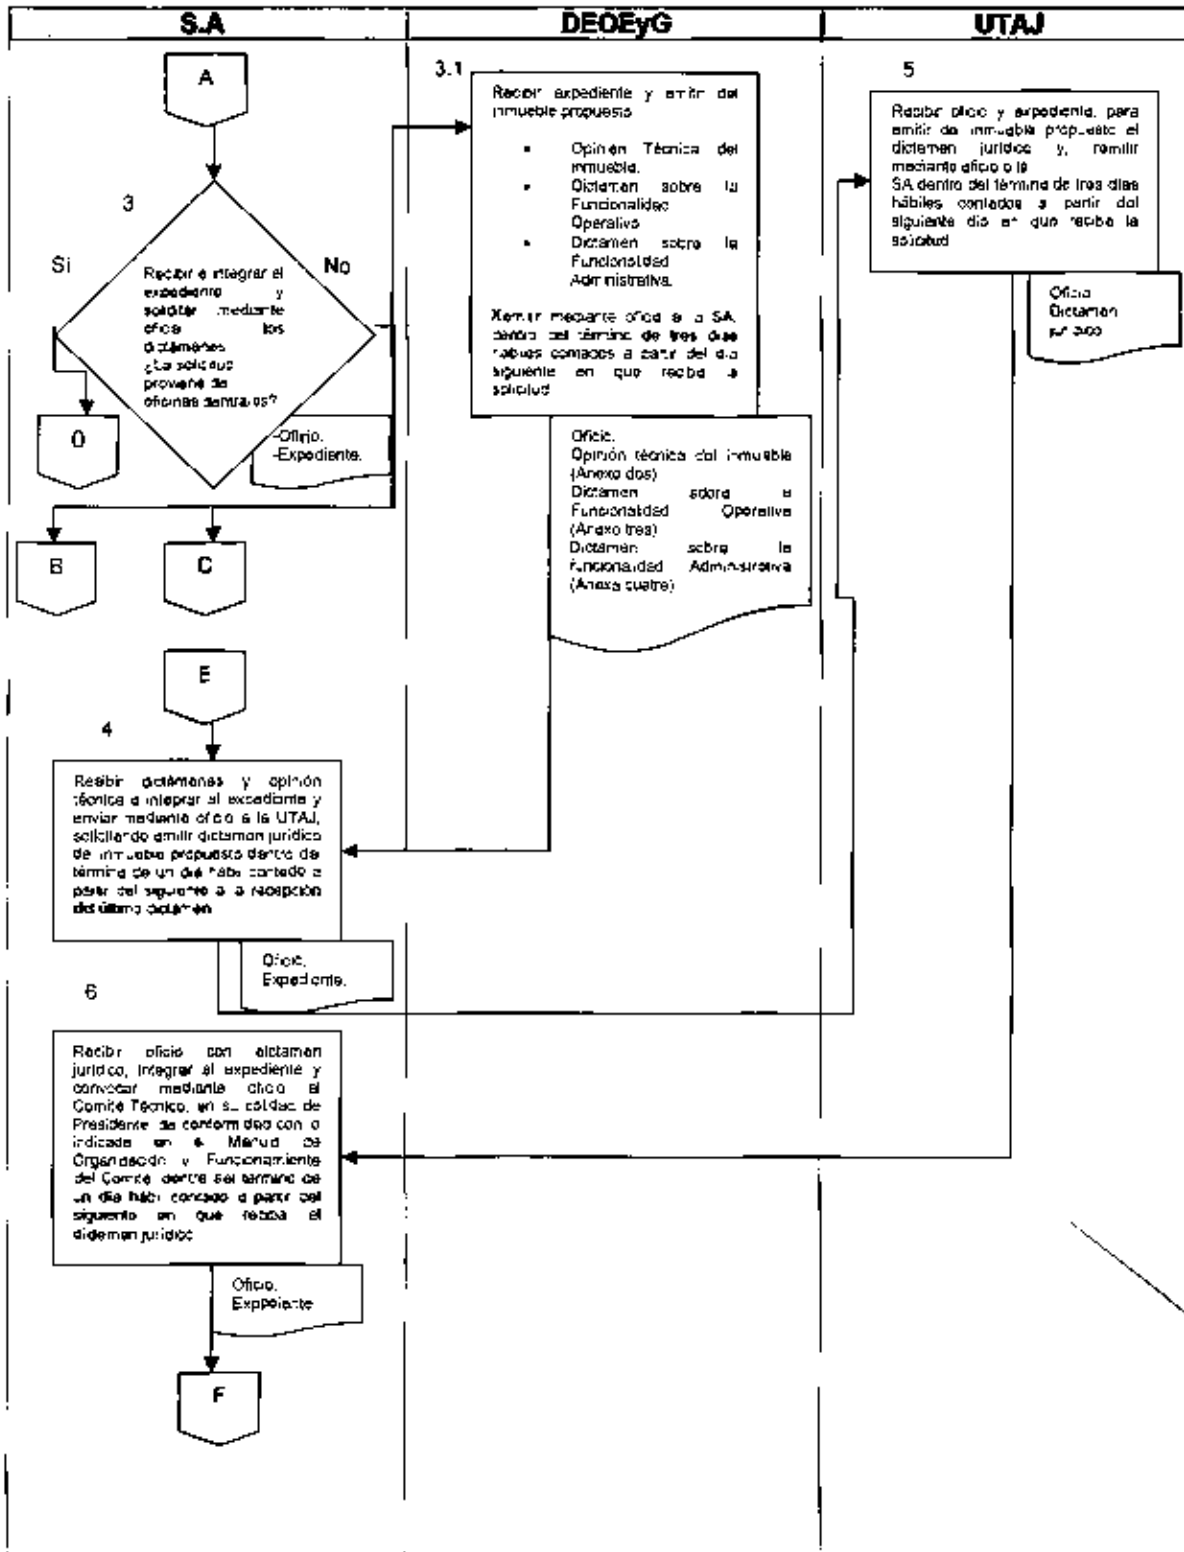 S.A
DEOEyG
UTAJ
A
3
Si
No
Recibir e integrar el
expediente y
solicitar mediante
oficio los
dictámenes
¿La solicitud
proviene de
oficinas centrales?
-Oficio.
-Expediente.
O
B
C
3.1
Recibir expediente y emitir del
inmueble propuesto
• Opinión Técnica del
inmueble.
• Dictamen sobre la
Funcionalidad
Operativo
• Dictamen sobre la
Funcionalidad
Administrativa.
mediante oficio a la SA,
dentro del término de tres días
hábiles contados a partir del día
siguiente en que reciba la
solicitud
Oficio.
Opinión técnica del inmueble
(Anexo dos)
Dictamen sobre la
Funcionalidad Operativa
(Anexo tres)
Dictamen sobre la
funcionalidad Administrativa
(Anexo cuatro)
5
Recibir oficio y expediente, para
emitir de inmueble propuesto el
dictamen jurídico y, remitir
mediante oficio a la
SA dentro del término de tres días
hábiles contados a partir del
siguiente día en que reciba la
solicitud
Oficio
Dictamen
jurídico
E
4
Recibir dictámenes y opinión
técnica e integrar al expediente y
enviar mediante oficio a la UTAJ,
solicitando emitir dictamen jurídico
de inmueble propuesto dentro del
término de un día hábil contado a
partir del siguiente a la recepción
del último dictamen
Oficio.
Expediente.
6
Recibir oficio con dictamen
jurídico, integrar al expediente y
convocar mediante oficio al
Comité Técnico, en su calidad de
Presidente de conformidad con lo
indicado en el Manual de
Organización y Funcionamiento
del Comité, dentro del término de
un día hábil contado a partir del
siguiente en que reciba el
dictamen jurídico
Oficio.
Expediente
F